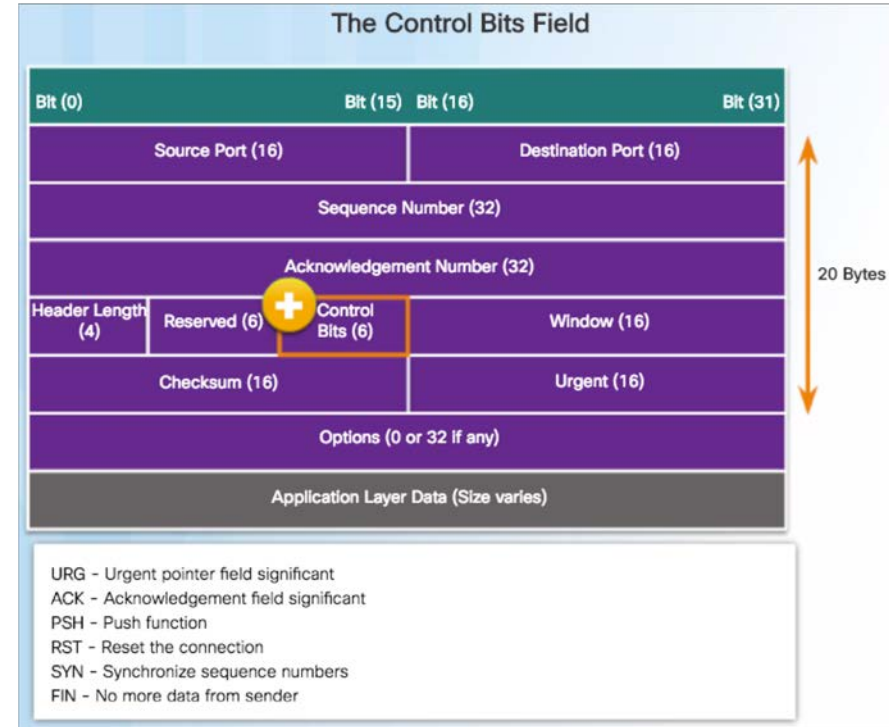 The Control Bits Field
Bit (0) Bit (15) Bit (16) Bit (31)
Source Port (16) Destination Port (16)
Sequence Number (32)
Acknowledgement Number (32)
20 Bytes
Header Length (4) Reserved (6) Control Bits (6) Window (16)
Checksum (16) Urgent (16)
Options (0 or 32 if any)
Application Layer Data (Size varies)
URG - Urgent pointer field significant
ACK - Acknowledgement field significant
PSH - Push function
RST - Reset the connection
SYN - Synchronize sequence numbers
FIN - No more data from sender